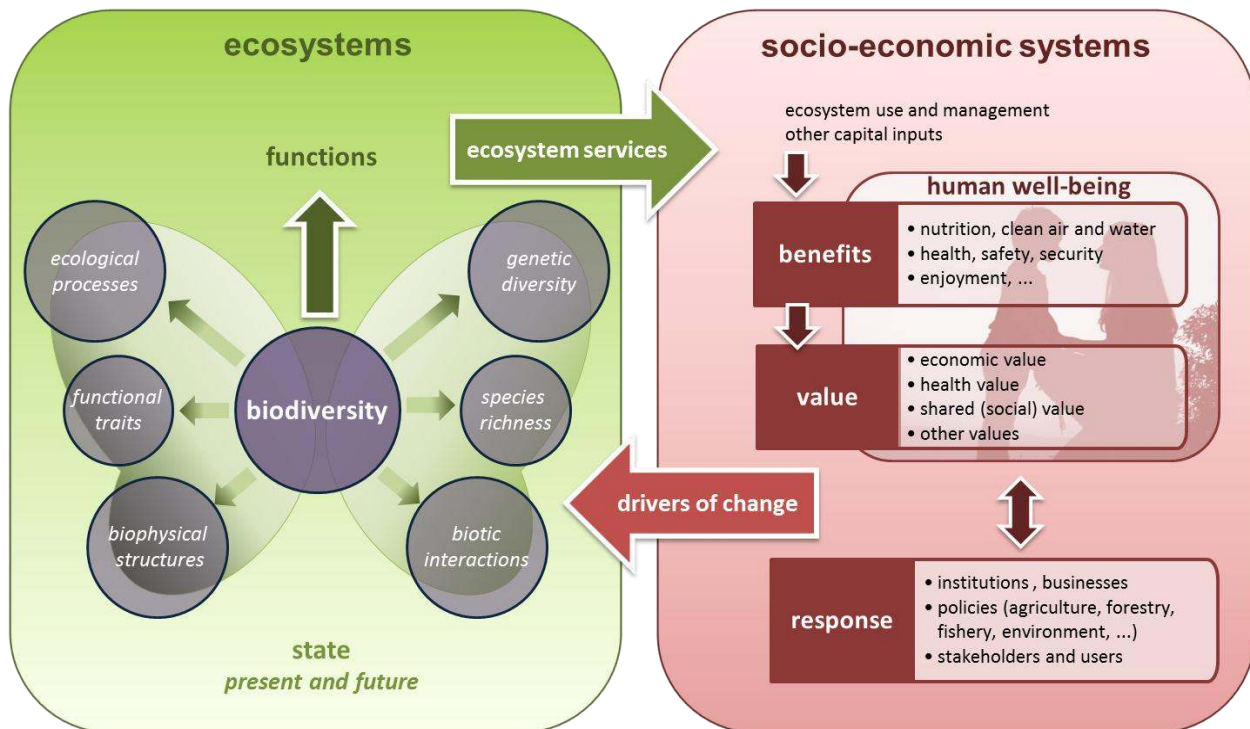 ecosystems
functions
ecological
processes
genetic
diversity
functional
traits
biodiversity
species
richness
biophysical
structures
biotic
interactions
state
present and future
ecosystem services
drivers of change
socio-economic systems
ecosystem use and management
other capital inputs
human well-being
benefits
• nutrition, clean air and water
• health, safety, security
• enjoyment, ...
value
• economic value
• health value
• shared (social) value
• other values
response
• institutions , businesses
• policies (agriculture, forestry,
fishery, environment, ...)
• stakeholders and users